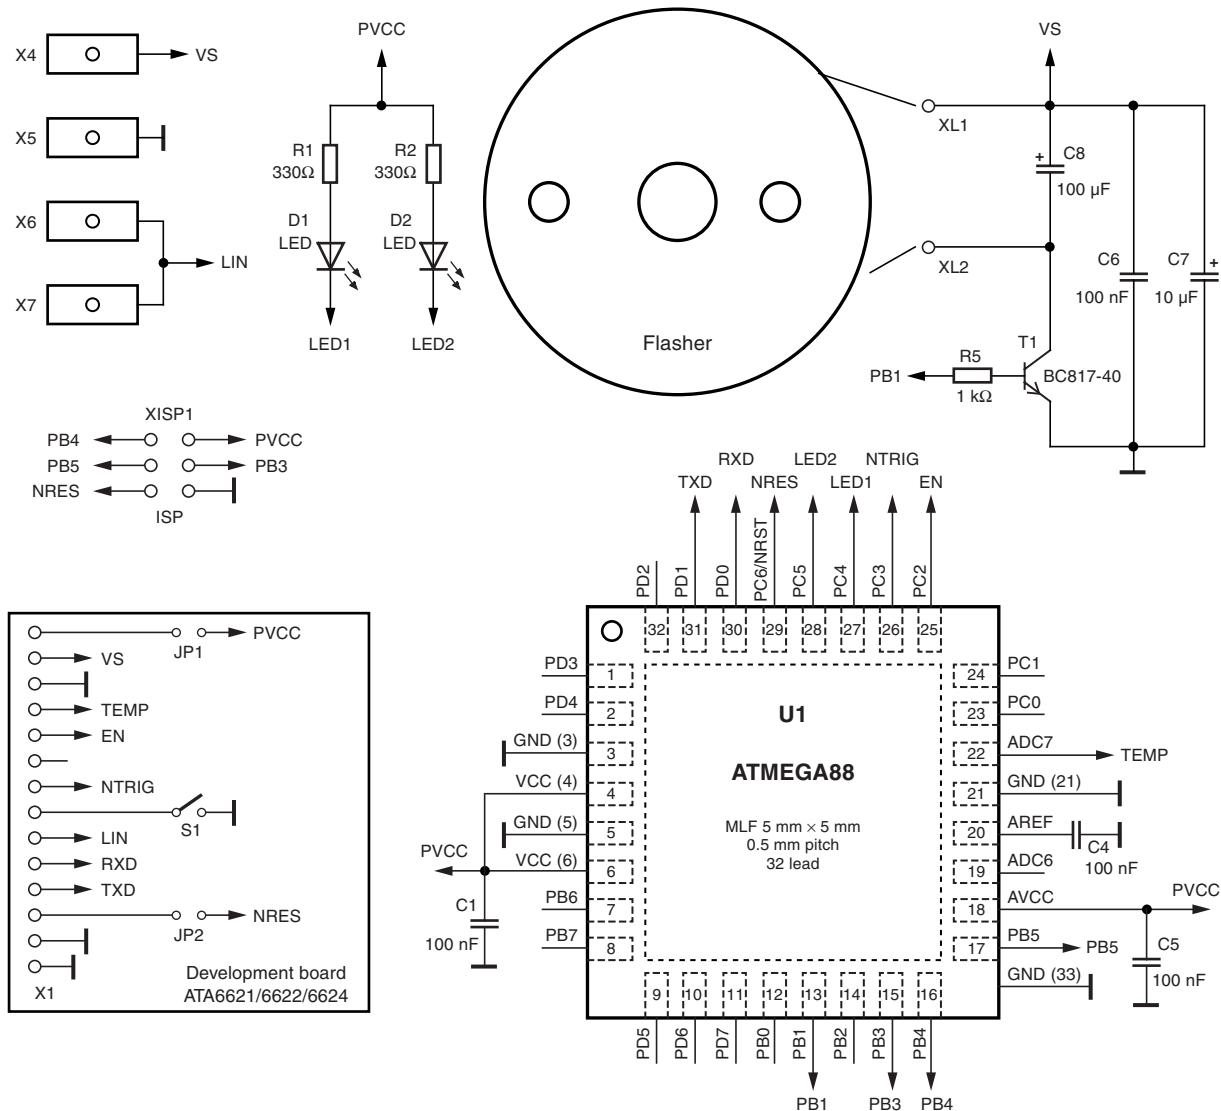 X4
VS
X5
X6
LIN
X7
PVCC
R1
330Ω
R2
330Ω
D1
LED
D2
LED
LED1
LED2
Flasher
VS
XL1
C8
+
100 µF
XL2
C6
100 nF
C7
+
10 µF
T1
BC817-40
PB1
R5
1 kΩ
XISP1
PB4
PVCC
PB5
PB3
NRES
ISP
PVCC
JP1
VS
TEMP
EN
NTRIG
S1
LIN
RXD
TXD
NRES
JP2
X1
Development board
ATA6621/6622/6624
RXD
LED2
NTRIG
TXD
NRES
LED1
EN
PD2
PD1
PD0
PC6/NRST
PC5
PC4
PC3
PC2
32
31
30
29
28
27
26
25
PD3
1
PD4
2
GND (3)
3
VCC (4)
4
GND (5)
5
PVCC
VCC (6)
6
C1
100 nF
PB6
7
PB7
8
U1
ATMEGA88
MLF 5 mm × 5 mm
0.5 mm pitch
32 lead
24
PC1
23
PC0
22
ADC7
TEMP
21
GND (21)
20
AREF
C4
100 nF
19
ADC6
18
AVCC
PVCC
17
PB5
PB5
C5
100 nF
GND (33)
9
10
11
12
13
14
15
16
PD5
PD6
PD7
PB0
PB1
PB2
PB3
PB4
PB1
PB3
PB4